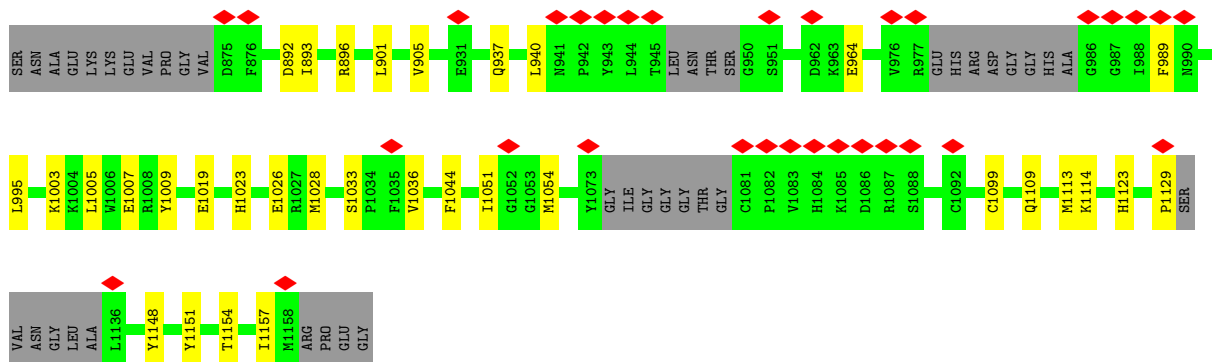 SER ASN ALA GLU LYS LYS GLU VAL PRO GLY VAL D875 F876 D892 I893 R896 L901 V905 E931 Q937 L940 N941 P942 Y943 L944 T945 LEU ASN THR SER G950 S951 D962 K963 E964 V976 R977 GLU HIS ARG ASP GLY GLY HIS ALA G986 G987 I988 F989 N990
L995 K1003 K1004 L1005 W1006 E1007 R1008 Y1009 E1019 H1023 E1026 R1027 M1028 S1033 P1034 F1035 V1036 F1044 I1051 G1052 G1053 M1054 Y1073 GLY ILE GLY GLY GLY THR GLY C1081 P1082 V1083 H1084 K1085 D1086 R1087 S1088 C1092 C1099 Q1109 M1113 K1114 H1123 P1129 SER
VAL ASN GLY LEU ALA L1136 Y1148 Y1151 T1154 I1157 M1158 ARG PRO GLU GLY